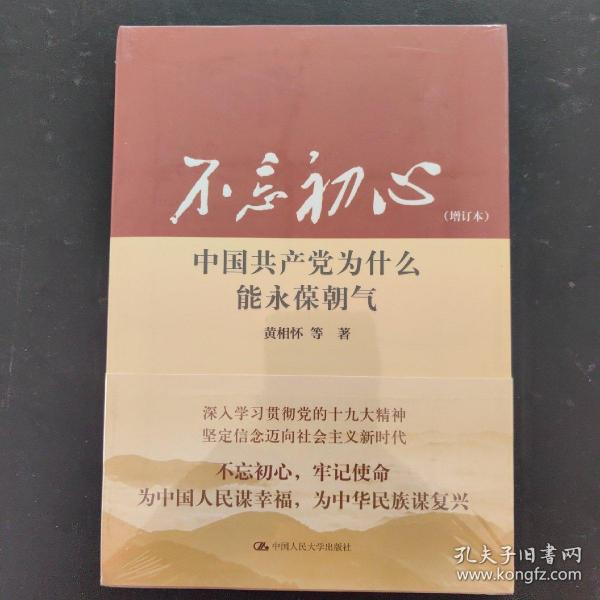 不忘初心
(增订本)
中国共产党为什么
能永葆朝气
黄相怀 等 著
深入学习贯彻党的十九大精神
坚定信念迈向社会主义新时代
不忘初心，牢记使命
为中国人民谋幸福，为中华民族谋复兴
中国人民大学出版社
孔夫子旧书网
www.kongfz.com